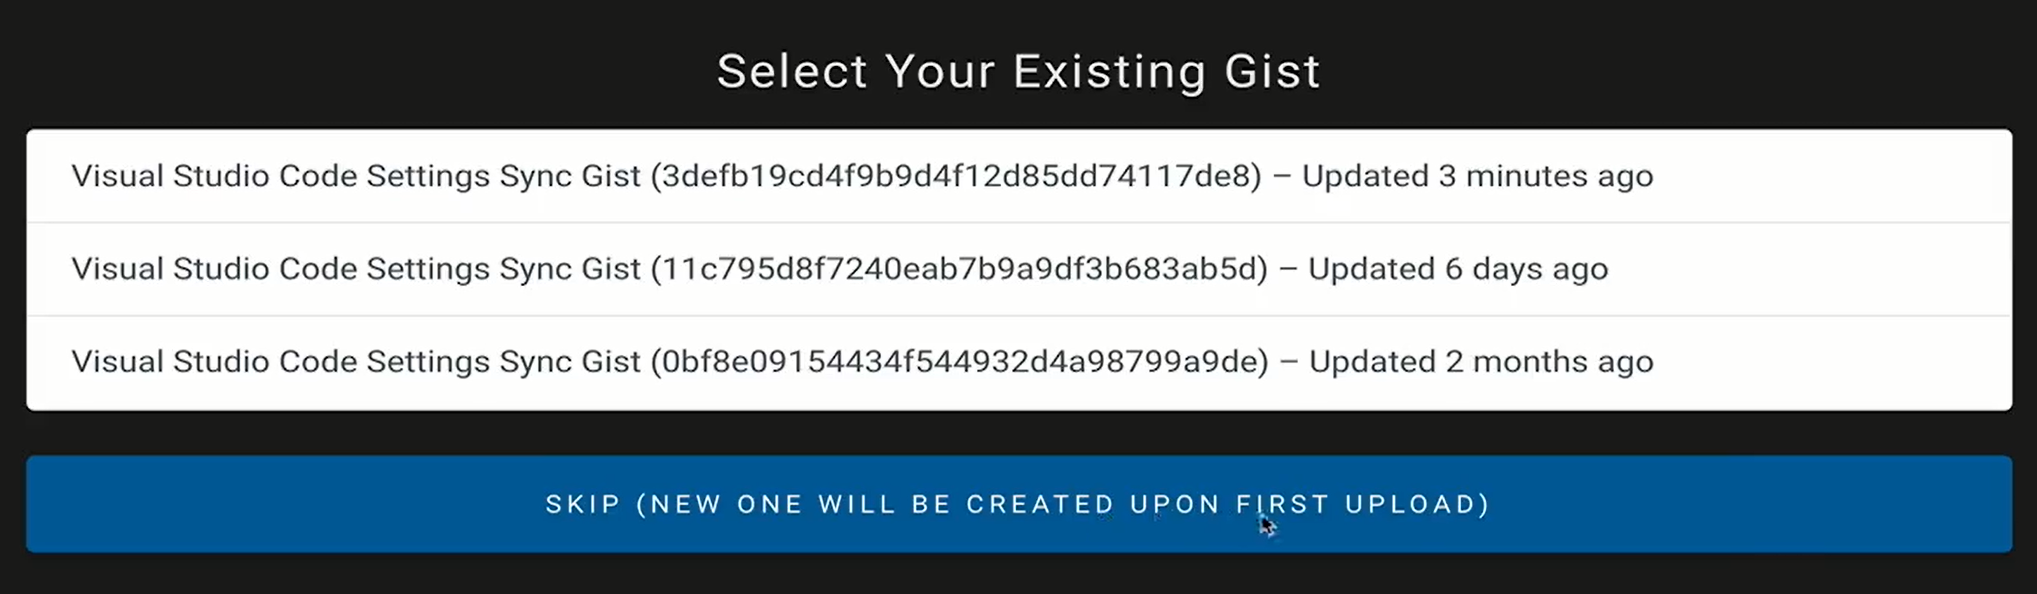 Select Your Existing Gist
Visual Studio Code Settings Sync Gist (3defb19cd4f9b9d4f12d85dd74117de8) – Updated 3 minutes ago
Visual Studio Code Settings Sync Gist (11c795d8f7240eab7b9a9df3b683ab5d) – Updated 6 days ago
Visual Studio Code Settings Sync Gist (0bf8e09154434f544932d4a98799a9de) – Updated 2 months ago
SKIP (NEW ONE WILL BE CREATED UPON FIRST UPLOAD)